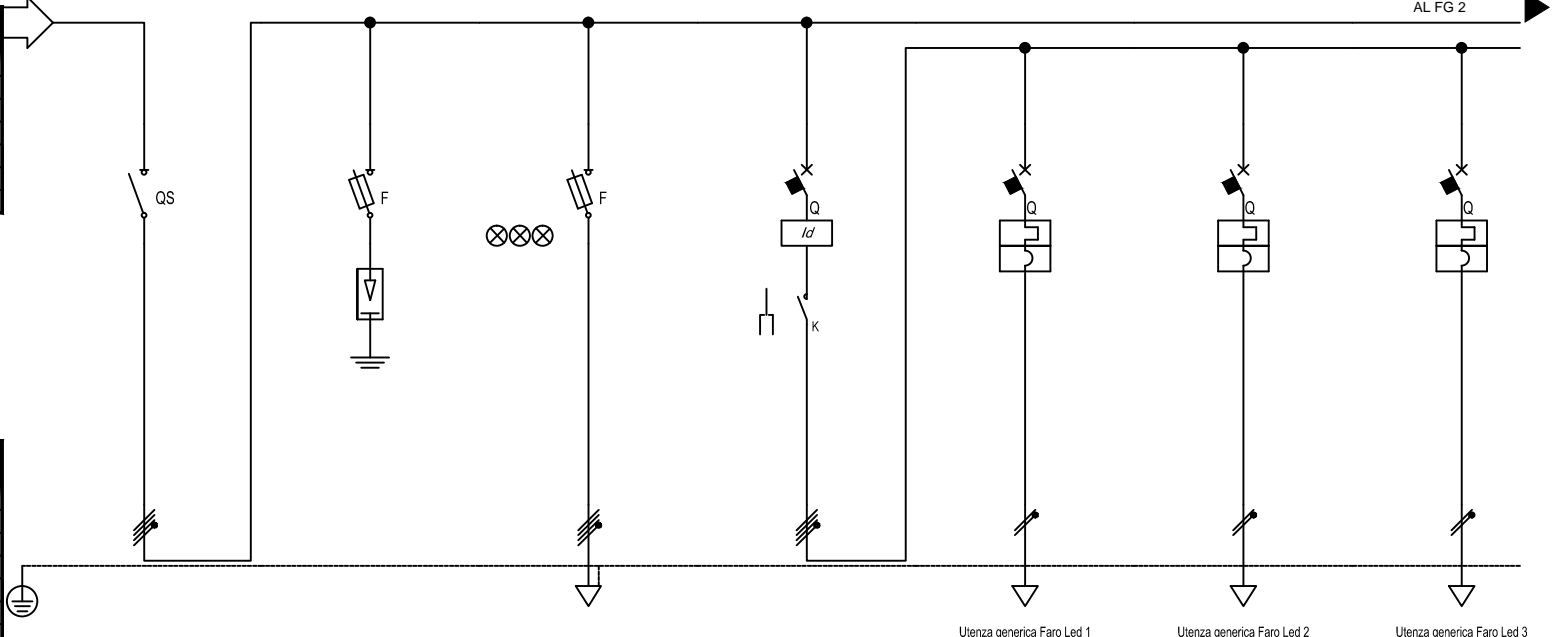 AL FG 2
QS
F
F
Q
Q
Q
Q
Id
K
Utenza generica Faro Led 1
Utenza generica Faro Led 2
Utenza generica Faro Led 3